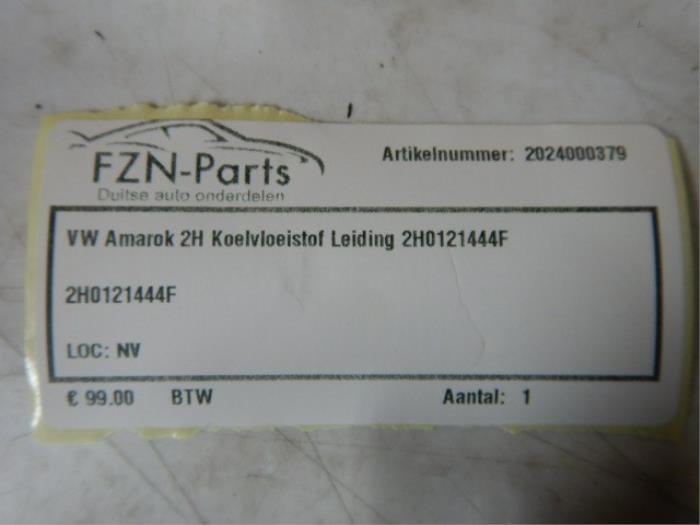 FZN-Parts
Duitse auto onderdelen
Artikelnummer: 2024000379
VW Amarok 2H Koelvloeistof Leiding 2H0121444F
2H0121444F
LOC: NV
€ 99.00 BTW Aantal: 1